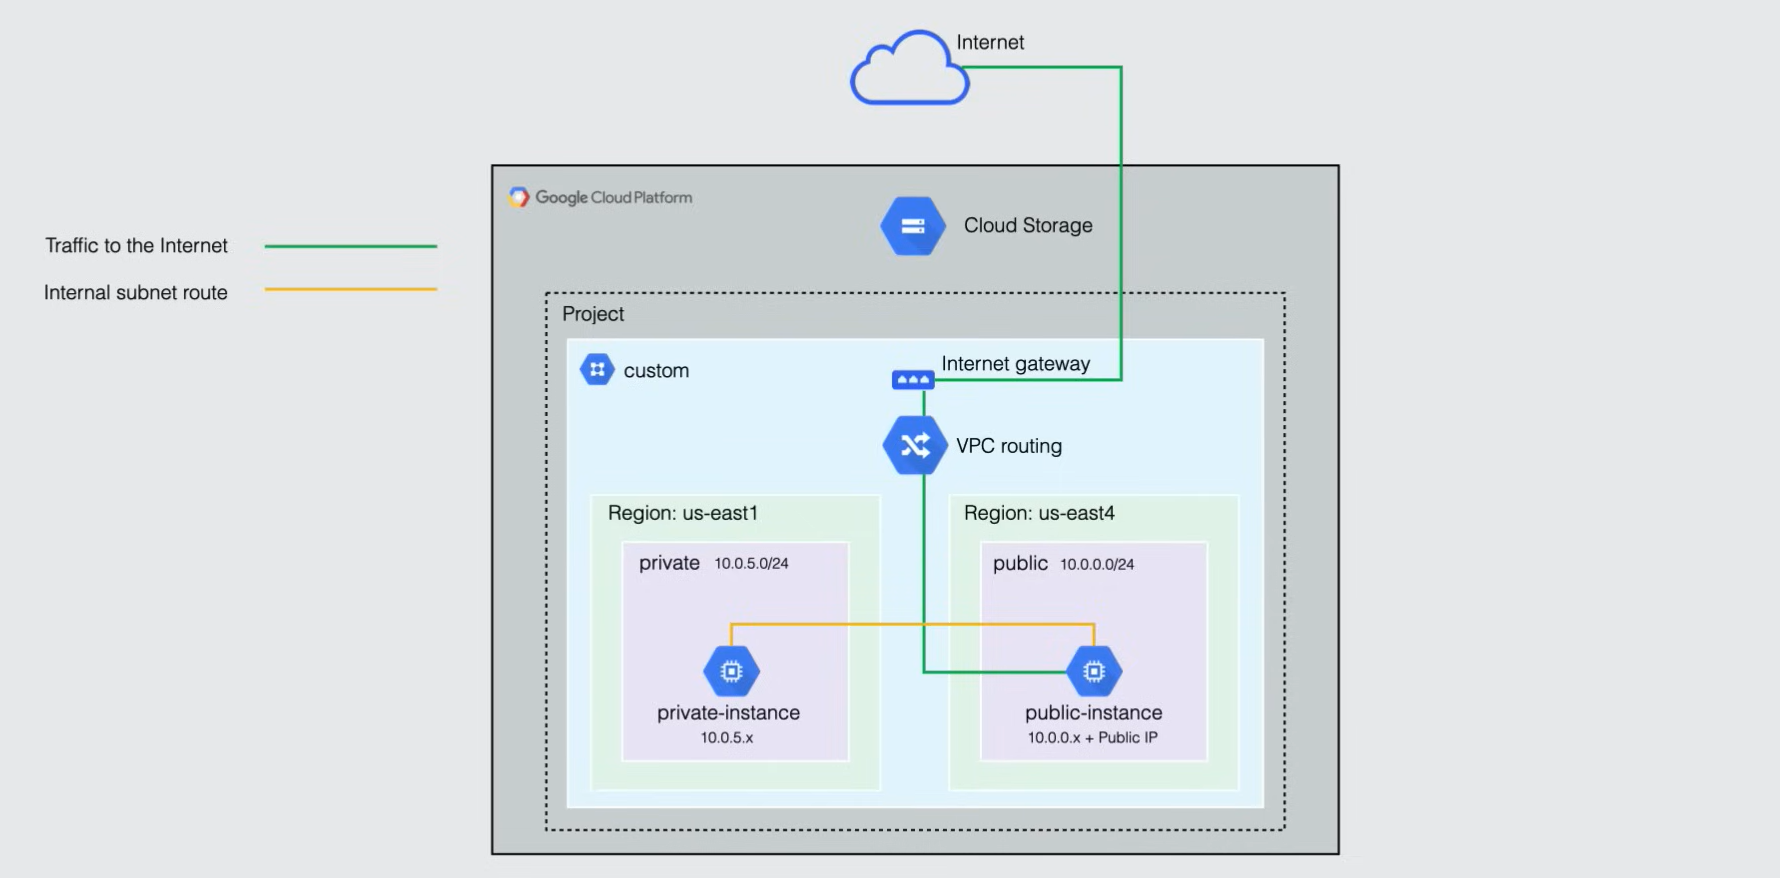 Internet
Google Cloud Platform
Cloud Storage
Traffic to the Internet
Internal subnet route
Project
custom
Internet gateway
VPC routing
Region: us-east1
Region: us-east4
private 10.0.5.0/24
public 10.0.0.0/24
private-instance
10.0.5.x
public-instance
10.0.0.x + Public IP